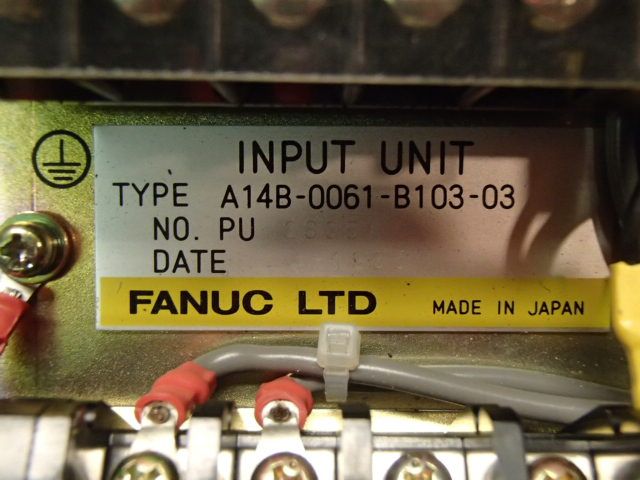 INPUT UNIT
TYPE A14B-0061-B103-03
NO. PU
DATE
FANUC LTD MADE IN JAPAN